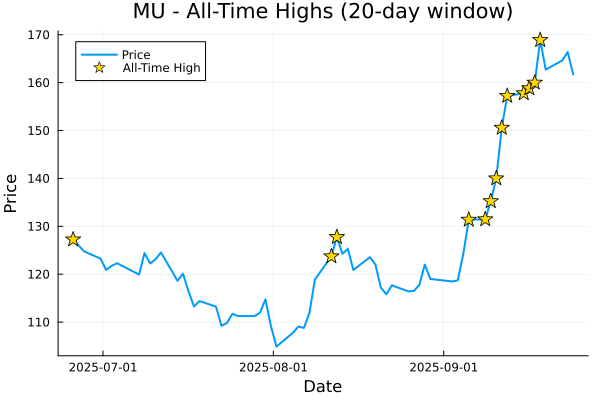 MU - All-Time Highs (20-day window)
Price
All-Time High
170
160
150
140
130
120
110
Price
2025-07-01
2025-08-01
2025-09-01
Date